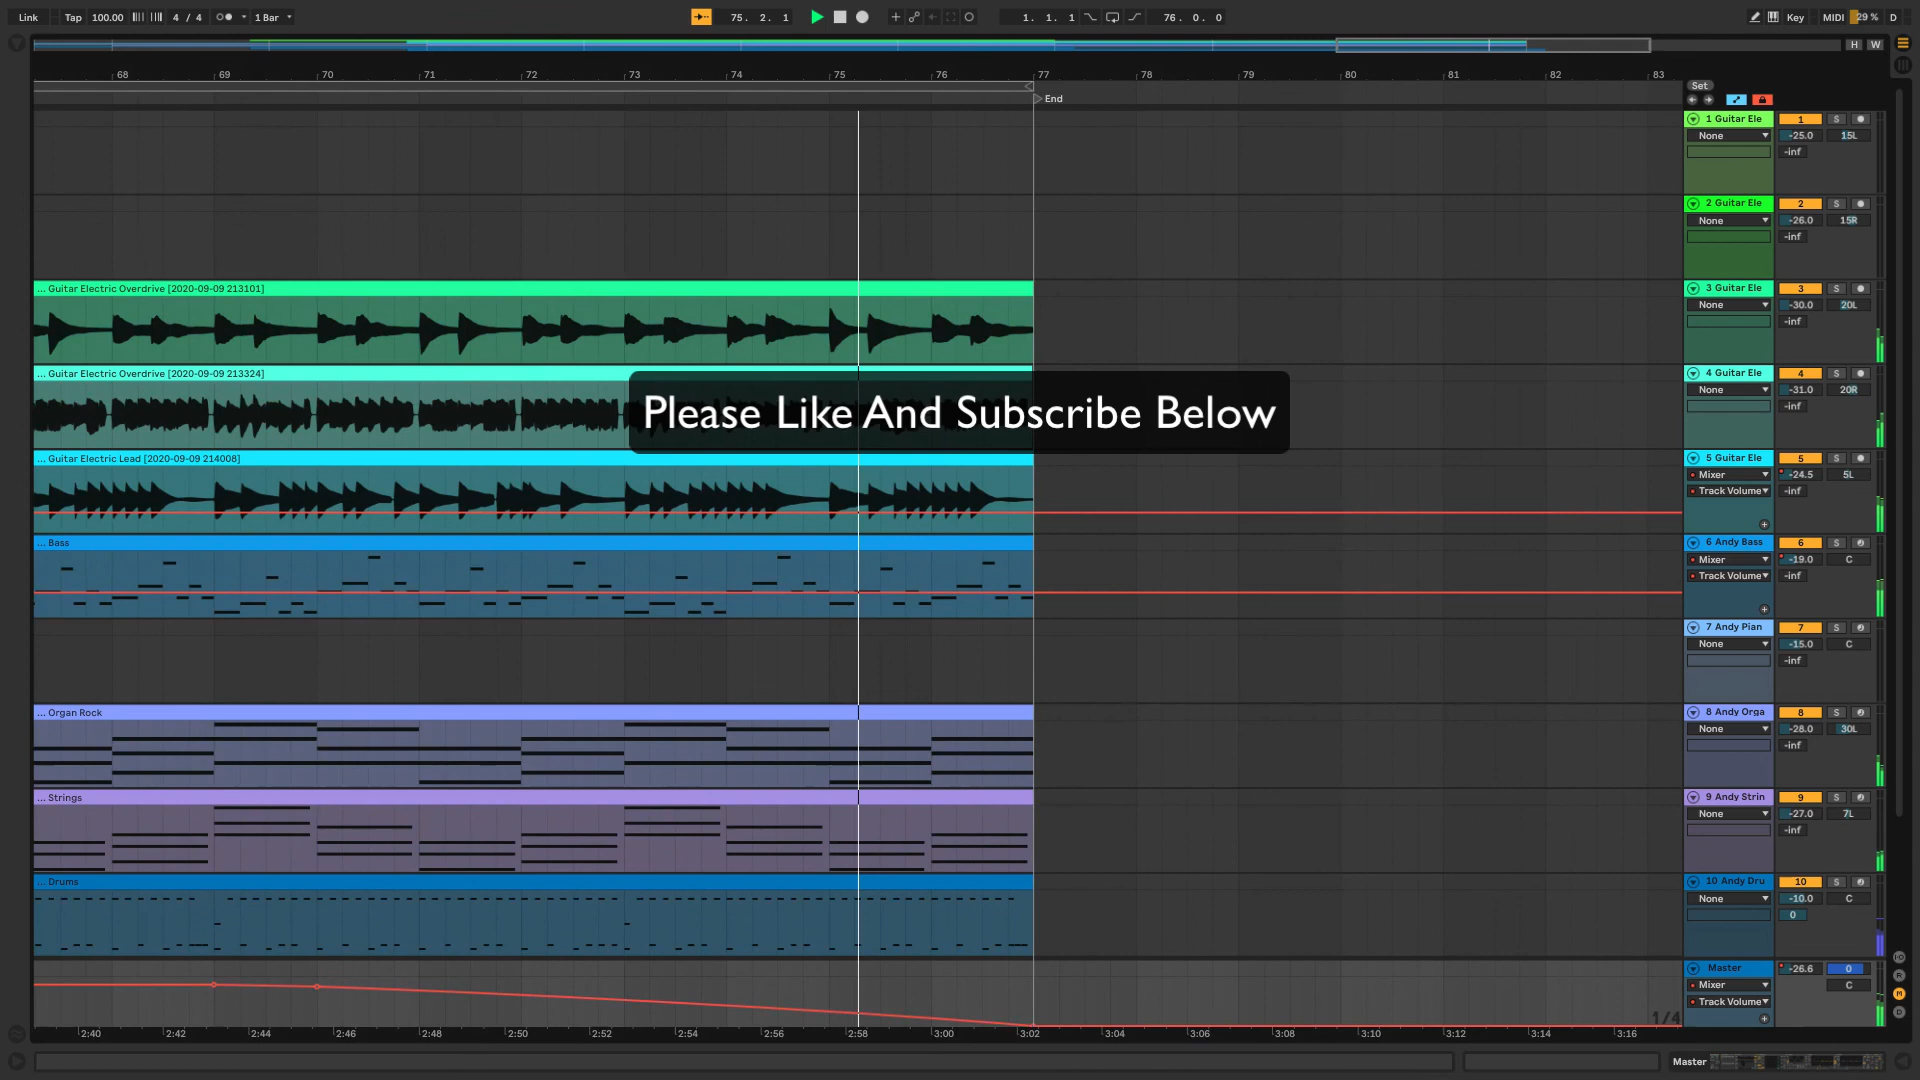 Link Tap 100.00 4 / 4 1 Bar 75. 2. 1 1. 1. 1 76. 0. 0 Key MIDI 29 % D
H W
68 69 70 71 72 73 74 75 76 77 78 79 80 81 82 83
Set
End
1 Guitar Ele 1 S
None -25.0 15L
-inf
2 Guitar Ele 2 S
None -26.0 15R
-inf
... Guitar Electric Overdrive [2020-09-09 213101] 3 Guitar Ele 3 S
None -30.0 20L
-inf
... Guitar Electric Overdrive [2020-09-09 213324] 4 Guitar Ele 4 S
None -31.0 20R
Please Like And Subscribe Below
-inf
... Guitar Electric Lead [2020-09-09 214008] 5 Guitar Ele 5 S
Mixer -24.5 5L
Track Volume -inf
... Bass 6 Andy Bass 6 S
Mixer -19.0 C
Track Volume -inf
7 Andy Pian 7 S
None -15.0 C
-inf
... Organ Rock 8 Andy Orga 8 S
None -28.0 30L
-inf
... Strings 9 Andy Strin 9 S
None -27.0 7L
-inf
... Drums 10 Andy Dru 10 S
None -10.0 C
0
Master -26.6 0
Mixer C
Track Volume
1/4
2:40 2:42 2:44 2:46 2:48 2:50 2:52 2:54 2:56 2:58 3:00 3:02 3:04 3:06 3:08 3:10 3:12 3:14 3:16
Master